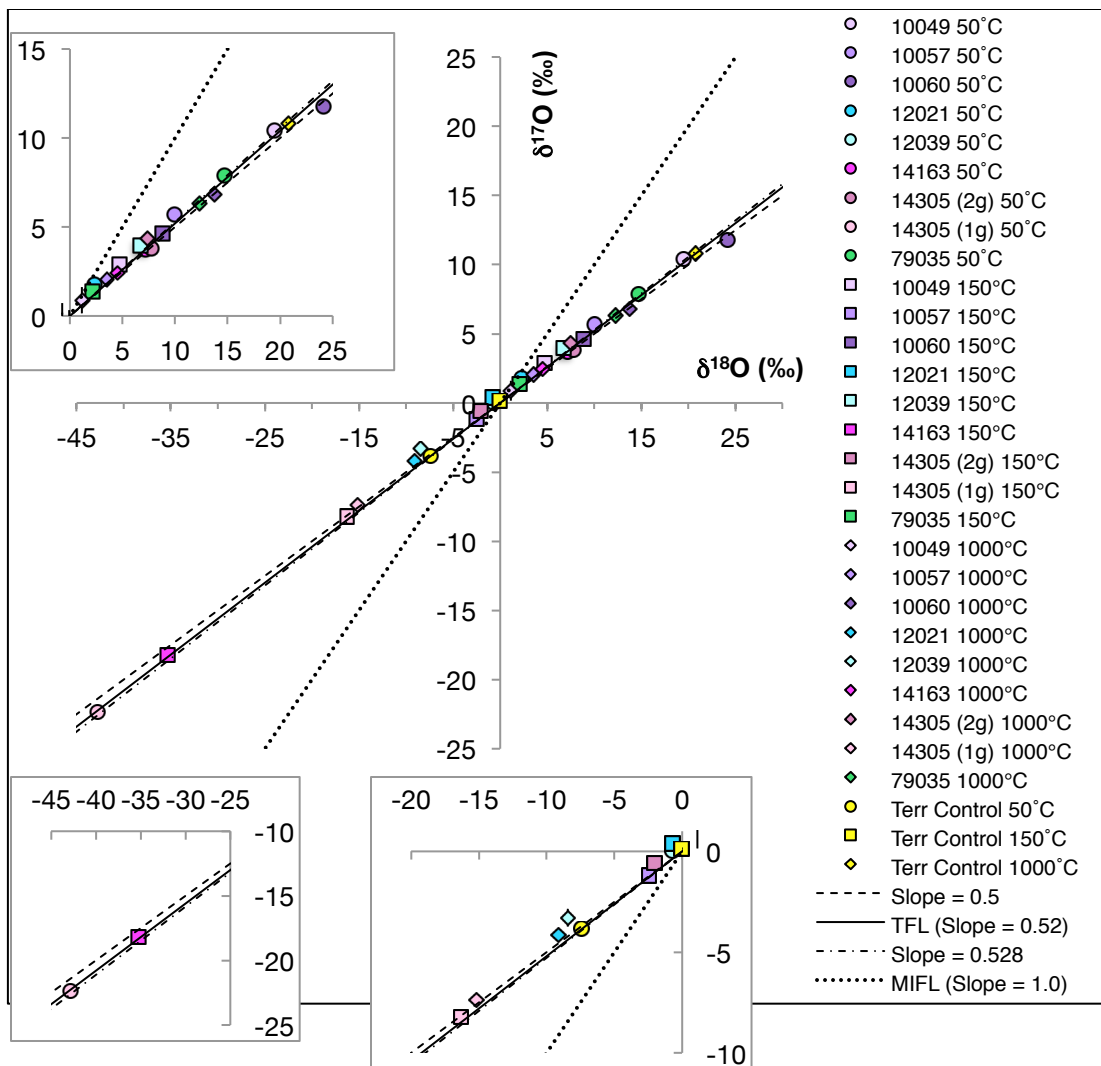 15
10
5
0
0 5 10 15 20 25
25
20
15
10
5
0
-5
-10
-15
-20
-25
δ17O (‰)
δ18O (‰)
-45 -35 -25 -15 -5 5 15 25
-45 -40 -35 -30 -25
-10
-15
-20
-25
-20 -15 -10 -5 0
0
-5
-10
10049 50˚C
10057 50˚C
10060 50˚C
12021 50˚C
12039 50˚C
14163 50˚C
14305 (2g) 50˚C
14305 (1g) 50˚C
79035 50˚C
10049 150˚C
10057 150˚C
10060 150˚C
12021 150˚C
12039 150˚C
14163 150˚C
14305 (2g) 150°C
14305 (1g) 150°C
79035 150˚C
10049 1000°C
10057 1000°C
10060 1000°C
12021 1000°C
12039 1000°C
14163 1000°C
14305 (2g) 1000°C
14305 (1g) 1000°C
79035 1000°C
Terr Control 50˚C
Terr Control 150˚C
Terr Control 1000˚C
Slope = 0.5
TFL (Slope = 0.52)
Slope = 0.528
MIFL (Slope = 1.0)